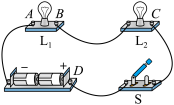 A B C
L₁ L₂
− + D
S